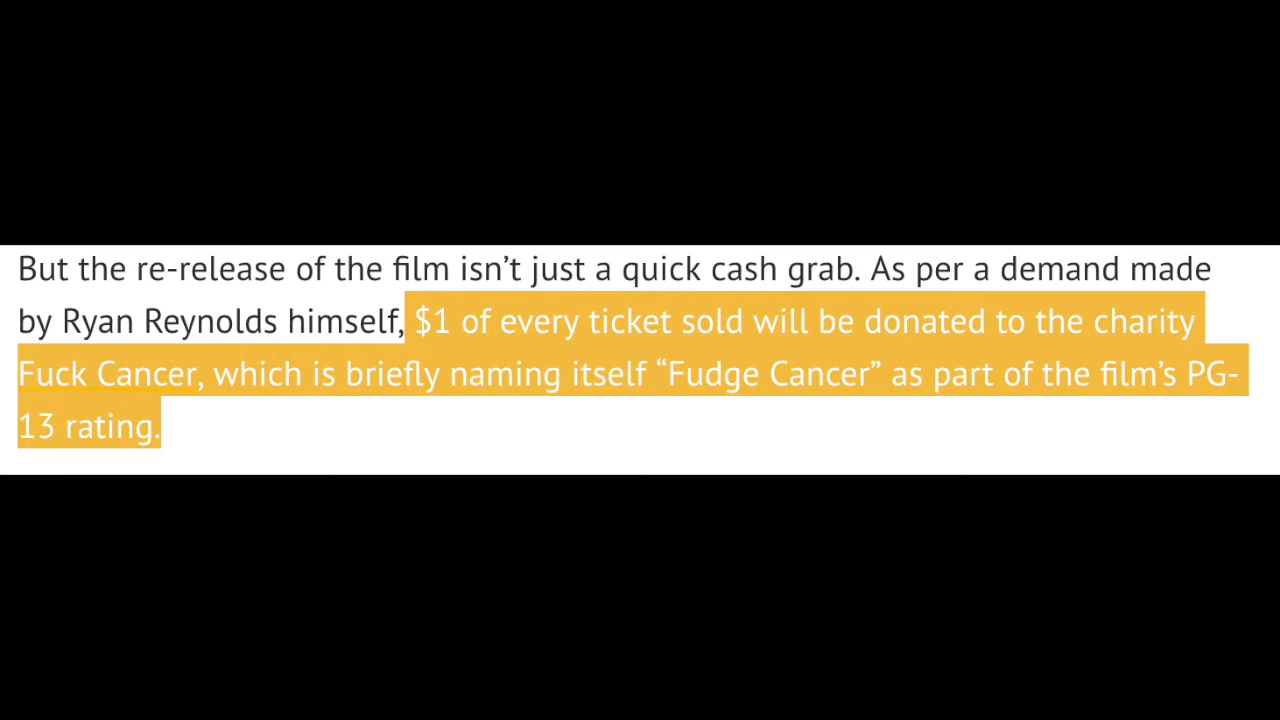 But the re-release of the film isn’t just a quick cash grab. As per a demand made
by Ryan Reynolds himself, $1 of every ticket sold will be donated to the charity
Fuck Cancer, which is briefly naming itself “Fudge Cancer” as part of the film’s PG-
13 rating.